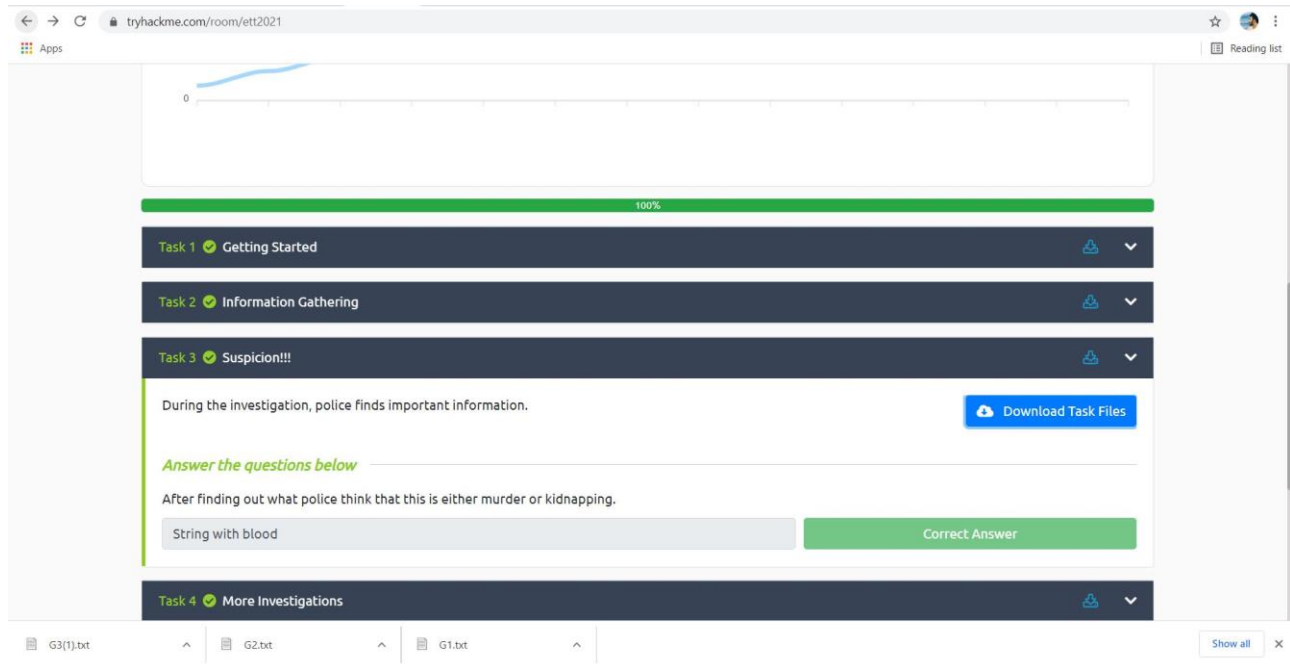 tryhackme.com/room/ett2021
Apps
Reading list
0
100%
Task 1 Getting Started
Task 2 Information Gathering
Task 3 Suspicion!!!
During the investigation, police finds important information.
Download Task Files
Answer the questions below
After finding out what police think that this is either murder or kidnapping.
String with blood
Correct Answer
Task 4 More Investigations
G3(1).txt
G2.txt
G1.txt
Show all